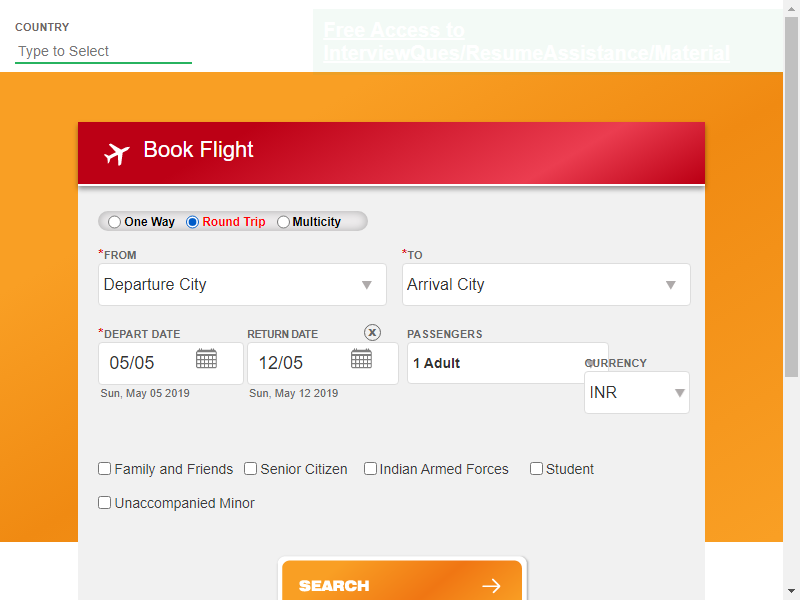 COUNTRY
Type to Select
Free Access to
InterviewQues/ResumeAssistance/Material
Book Flight
One Way Round Trip Multicity
*FROM *TO
Departure City Arrival City
*DEPART DATE RETURN DATE X PASSENGERS
05/05 12/05 1 Adult
CURRENCY
INR
Sun, May 05 2019 Sun, May 12 2019
Family and Friends Senior Citizen Indian Armed Forces Student
Unaccompanied Minor
SEARCH